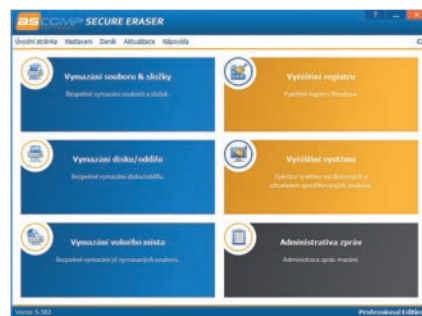 ascomp SECURE ERASER
Úvodní stránka Nastavení Deník Aktualizace Nápověda
Vymazání souboru & složky
Bezpečné vymazání souborů a složek.
Vyčištění registru
Vyčištění registru Windows.
Vymazání disku/oddílu
Bezpečné vymazání disku/oddílu
Vyčištění systému
Vyčištění systému od
uživatelem specifikovaných souborů.
Vymazání volného místa
Bezpečné vymazání již vymazaných souborů.
Administrativa zpráv
Administrace zpráv mazání.
Verze 5.302
Professional Edition